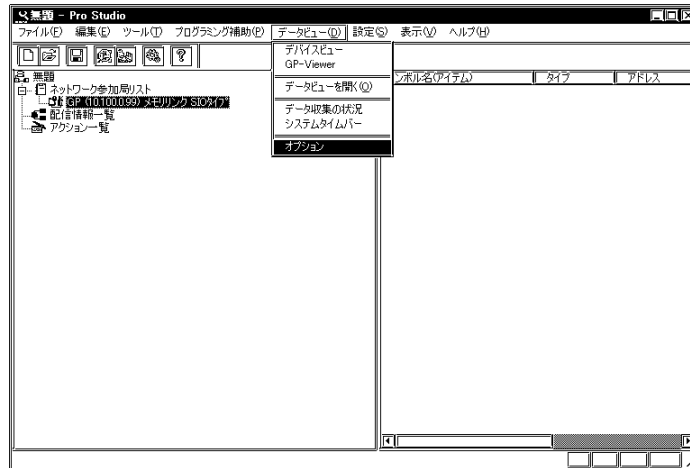 無題 - Pro Studio
ファイル(F) 編集(E) ツール(T) プログラミング補助(P) データビュー(D) 設定(S) 表示(V) ヘルプ(H)
デバイスビュー
GP-Viewer
データビューを開く(O)
データ収集の状況
システムタイムバー
オプション
無題
ネットワーク参加局リスト
GP (10.100.0.99) メモリリンク SIOタイプ
配信情報一覧
アクション一覧
ンボル名(アイテム) タイプ アドレス